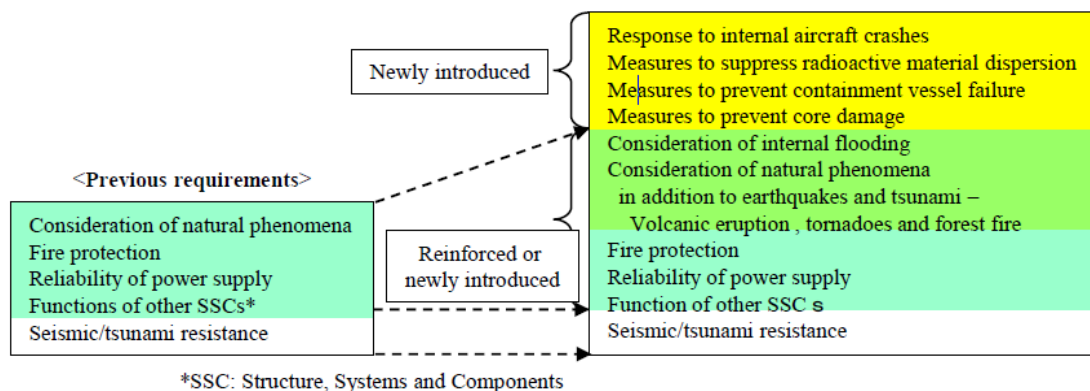 Newly introduced
Response to internal aircraft crashes
Measures to suppress radioactive material dispersion
Measures to prevent containment vessel failure
Measures to prevent core damage
Consideration of internal flooding
Consideration of natural phenomena
in addition to earthquakes and tsunami –
Volcanic eruption , tornadoes and forest fire
Fire protection
Reliability of power supply
Function of other SSC s
Seismic/tsunami resistance
Reinforced or
newly introduced
<Previous requirements>
Consideration of natural phenomena
Fire protection
Reliability of power supply
Functions of other SSCs*
Seismic/tsunami resistance
*SSC: Structure, Systems and Components